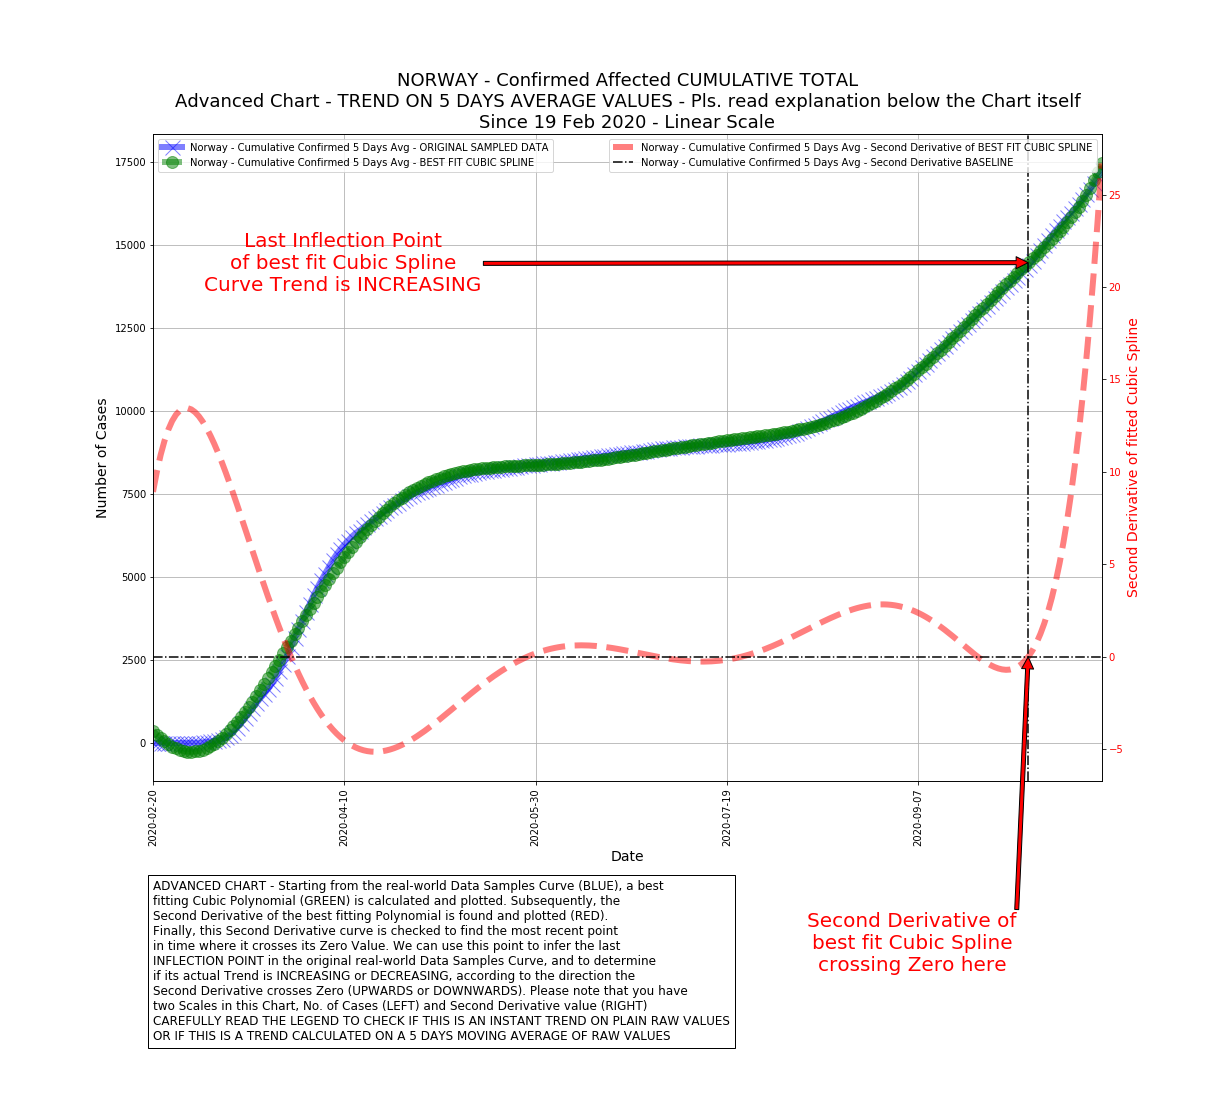 NORWAY - Confirmed Affected CUMULATIVE TOTAL
Advanced Chart - TREND ON 5 DAYS AVERAGE VALUES - Pls. read explanation below the Chart itself
Since 19 Feb 2020 - Linear Scale
Norway - Cumulative Confirmed 5 Days Avg - ORIGINAL SAMPLED DATA
Norway - Cumulative Confirmed 5 Days Avg - BEST FIT CUBIC SPLINE
Norway - Cumulative Confirmed 5 Days Avg - Second Derivative of BEST FIT CUBIC SPLINE
Norway - Cumulative Confirmed 5 Days Avg - Second Derivative BASELINE
Last Inflection Point
of best fit Cubic Spline
Curve Trend is INCREASING
Number of Cases
17500
15000
12500
10000
7500
5000
2500
0
Second Derivative of fitted Cubic Spline
25
20
15
10
5
0
−5
2020-02-20
2020-04-10
2020-05-30
2020-07-19
2020-09-07
Date
ADVANCED CHART - Starting from the real-world Data Samples Curve (BLUE), a best
fitting Cubic Polynomial (GREEN) is calculated and plotted. Subsequently, the
Second Derivative of the best fitting Polynomial is found and plotted (RED).
Finally, this Second Derivative curve is checked to find the most recent point
in time where it crosses its Zero Value. We can use this point to infer the last
INFLECTION POINT in the original real-world Data Samples Curve, and to determine
if its actual Trend is INCREASING or DECREASING, according to the direction the
Second Derivative crosses Zero (UPWARDS or DOWNWARDS). Please note that you have
two Scales in this Chart, No. of Cases (LEFT) and Second Derivative value (RIGHT)
CAREFULLY READ THE LEGEND TO CHECK IF THIS IS AN INSTANT TREND ON PLAIN RAW VALUES
OR IF THIS IS A TREND CALCULATED ON A 5 DAYS MOVING AVERAGE OF RAW VALUES
Second Derivative of
best fit Cubic Spline
crossing Zero here